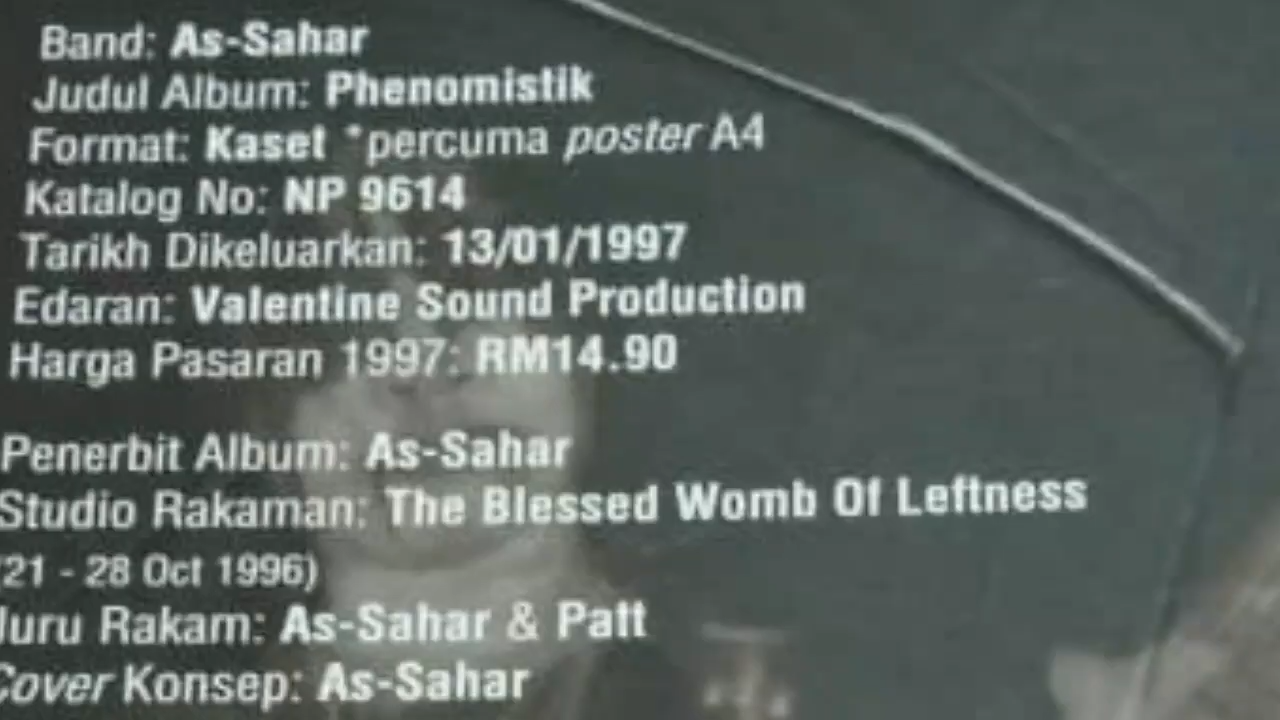 Band: As-Sahar
Judul Album: Phenomistik
Format: Kaset *percuma poster A4
Katalog No: NP 9614
Tarikh Dikeluarkan: 13/01/1997
Edaran: Valentine Sound Production
Harga Pasaran 1997: RM14.90
Penerbit Album: As-Sahar
Studio Rakaman: The Blessed Womb Of Leftness
(21 - 28 Oct 1996)
Juru Rakam: As-Sahar & Patt
Cover Konsep: As-Sahar